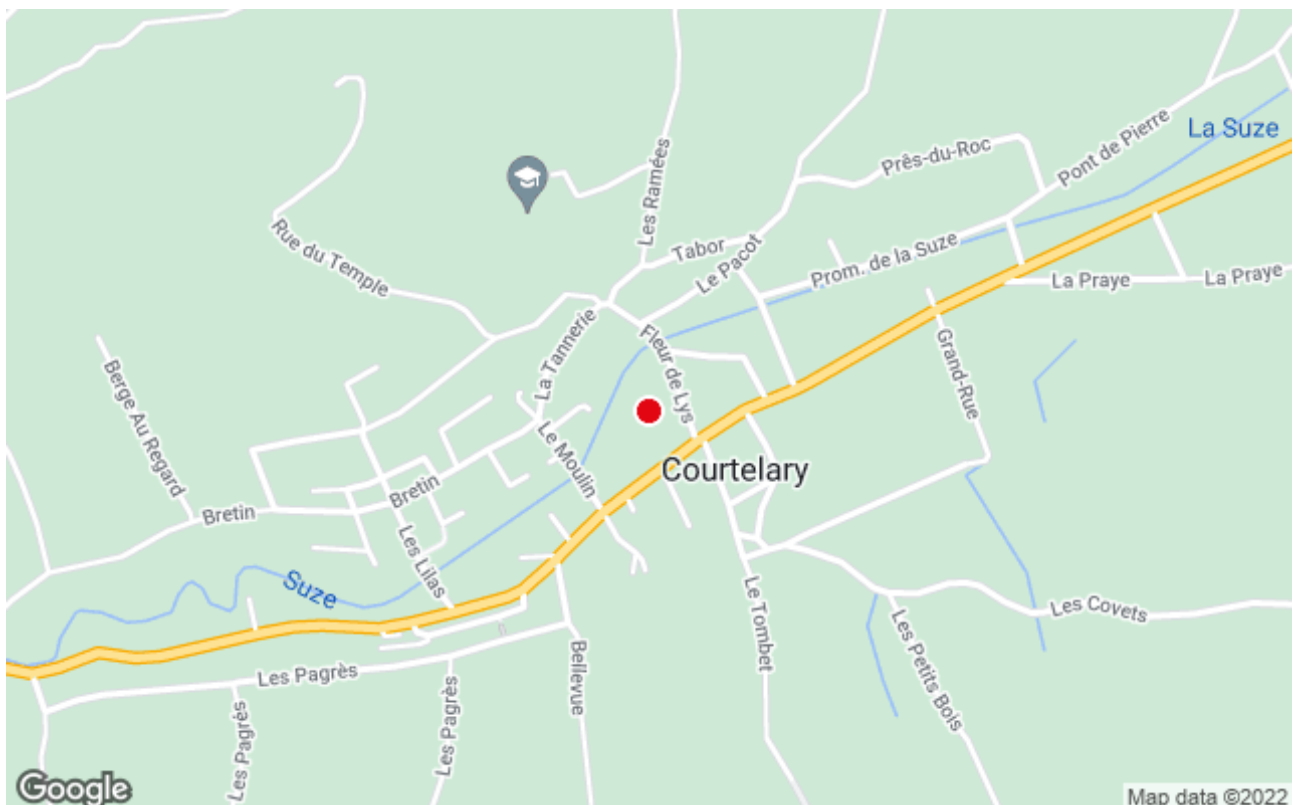 La Suze
Pont de Pierre
Près-du-Roc
Les Ramées
Rue du Temple
Tabor
Le Pacot
Prom. de la Suze
La Praye
La Praye
La Tannerie
Fleur de Lys
Grand-Rue
Berge Au Regard
Le Moulin
Courtelary
Bretin
Bretin
Les Lilas
Suze
Le Tombet
Les Covets
Les Petits Bois
Bellevue
Les Pagrès
Les Pagrès
Les Pagrès
Google
Map data ©2022